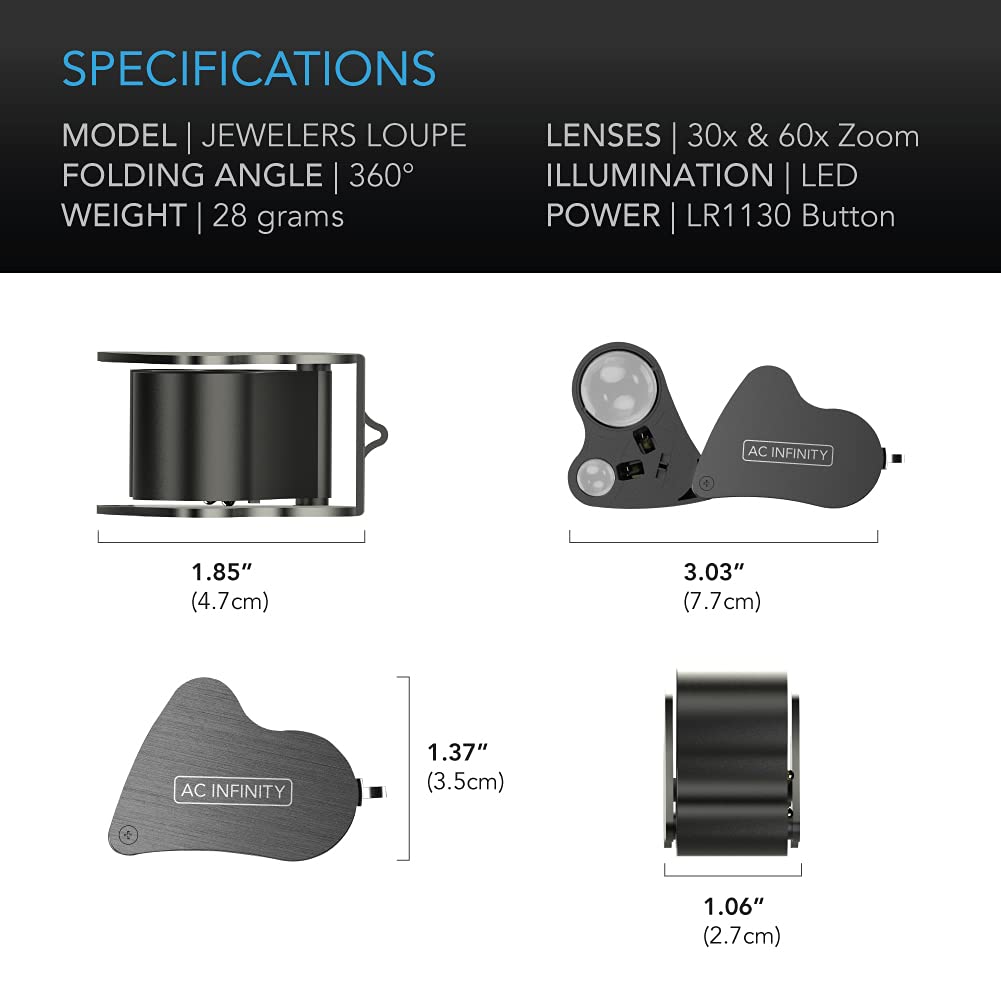 SPECIFICATIONS
MODEL | JEWELERS LOUPE
FOLDING ANGLE | 360°
WEIGHT | 28 grams
LENSES | 30x & 60x Zoom
ILLUMINATION | LED
POWER | LR1130 Button
1.85"
(4.7cm)
AC INFINITY
3.03"
(7.7cm)
AC INFINITY
1.37"
(3.5cm)
1.06"
(2.7cm)